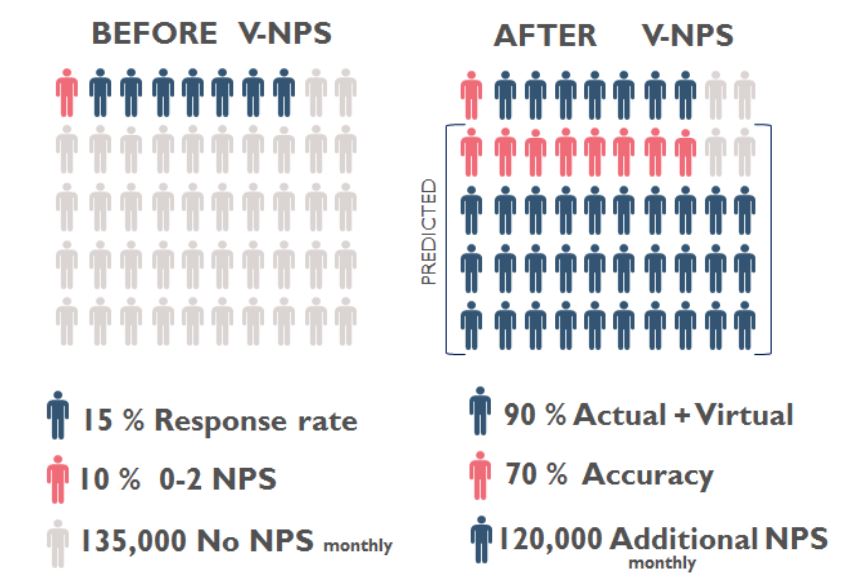 BEFORE V-NPS
AFTER V-NPS
PREDICTED
15 % Response rate
10 % 0-2 NPS
135,000 No NPS monthly
90 % Actual + Virtual
70 % Accuracy
120,000 Additional NPS
monthly